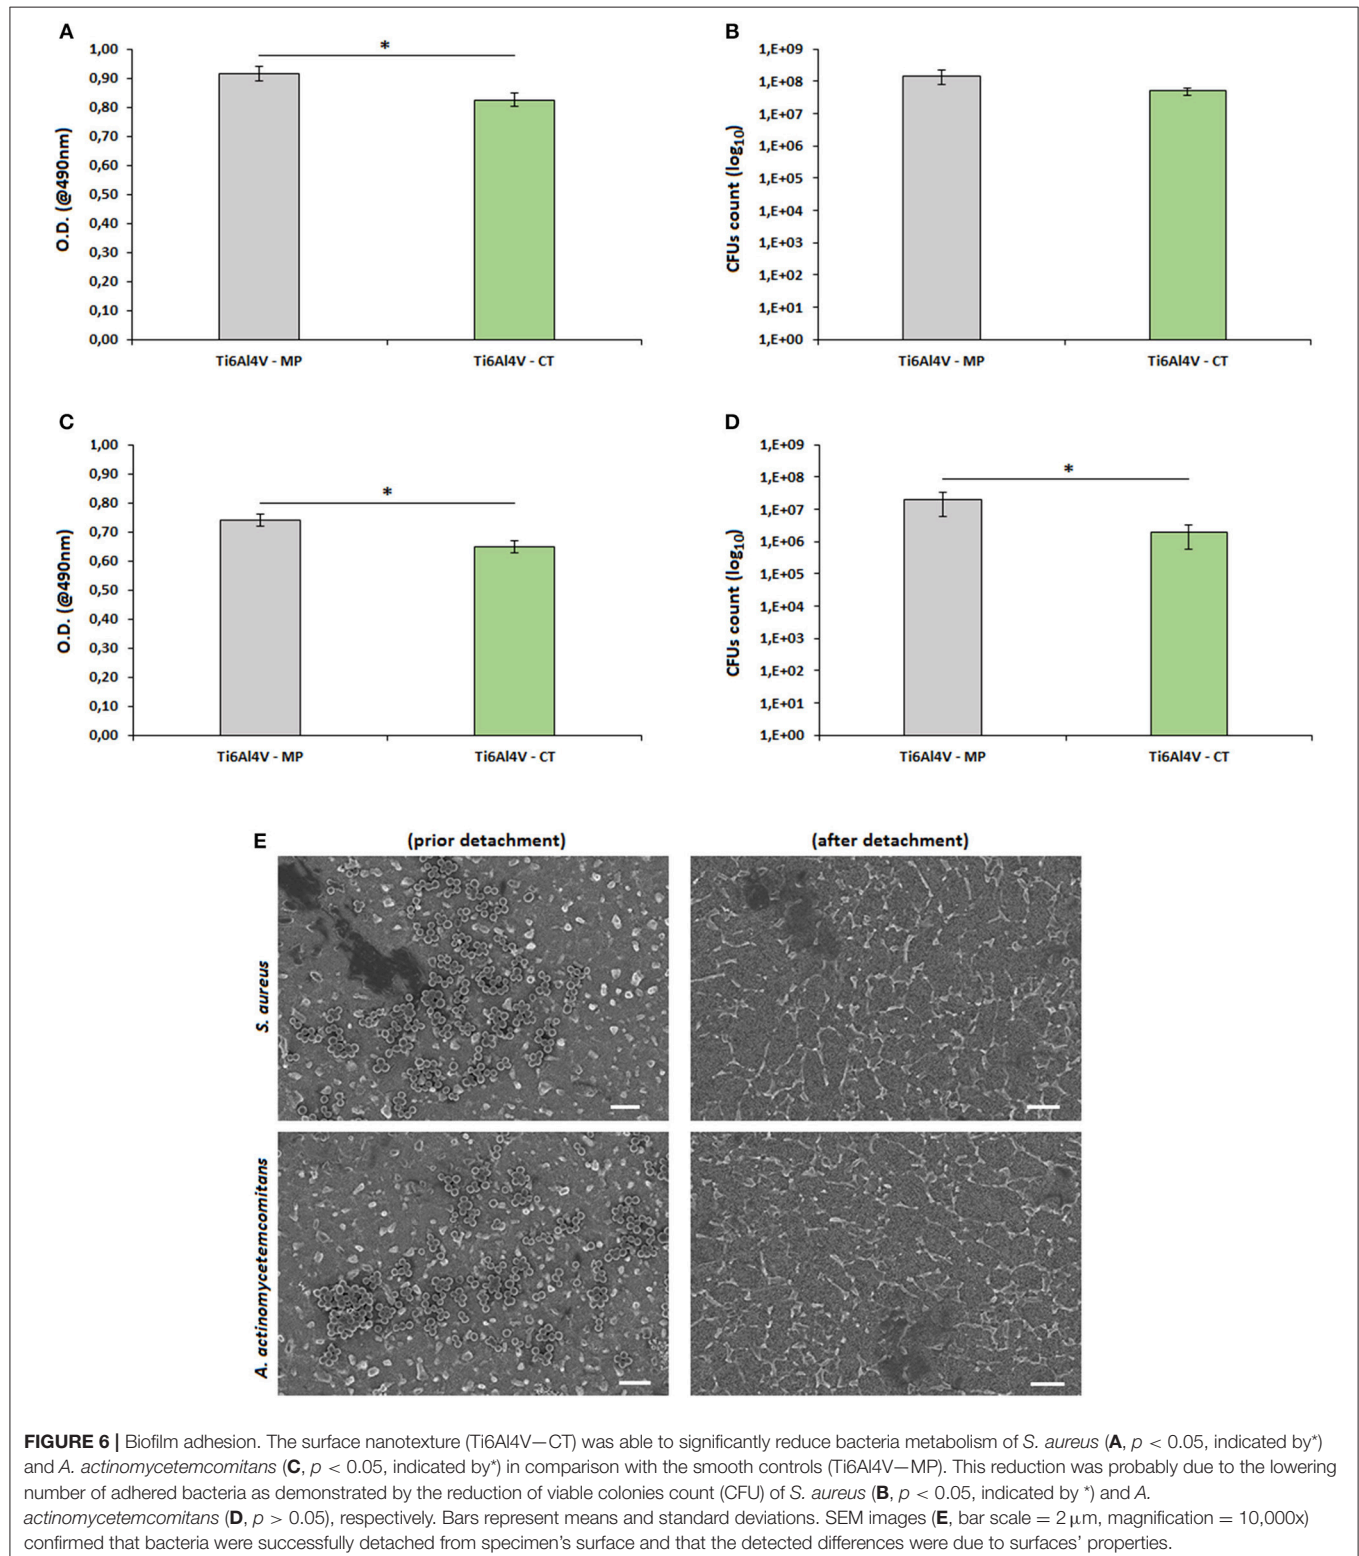 A
B
*
1,00
0,90
0,80
0,70
0,60
0,50
0,40
0,30
0,20
0,10
0,00
O.D. (@490nm)
Ti6Al4V - MP
Ti6Al4V - CT
1,E+09
1,E+08
1,E+07
1,E+06
1,E+05
1,E+04
1,E+03
1,E+02
1,E+01
1,E+00
CFUs count (log10)
Ti6Al4V - MP
Ti6Al4V - CT
C
D
*
1,00
0,90
0,80
0,70
0,60
0,50
0,40
0,30
0,20
0,10
0,00
O.D. (@490nm)
Ti6Al4V - MP
Ti6Al4V - CT
*
1,E+09
1,E+08
1,E+07
1,E+06
1,E+05
1,E+04
1,E+03
1,E+02
1,E+01
1,E+00
CFUs count (log10)
Ti6Al4V - MP
Ti6Al4V - CT
E
(prior detachment)
(after detachment)
S. aureus
A. actinomycetemcomitans
FIGURE 6 | Biofilm adhesion. The surface nanotexture (Ti6Al4V—CT) was able to significantly reduce bacteria metabolism of S. aureus (A, p < 0.05, indicated by*)
and A. actinomycetemcomitans (C, p < 0.05, indicated by*) in comparison with the smooth controls (Ti6Al4V—MP). This reduction was probably due to the lowering
number of adhered bacteria as demonstrated by the reduction of viable colonies count (CFU) of S. aureus (B, p < 0.05, indicated by *) and A.
actinomycetemcomitans (D, p > 0.05), respectively. Bars represent means and standard deviations. SEM images (E, bar scale = 2 μm, magnification = 10,000x)
confirmed that bacteria were successfully detached from specimen's surface and that the detected differences were due to surfaces' properties.